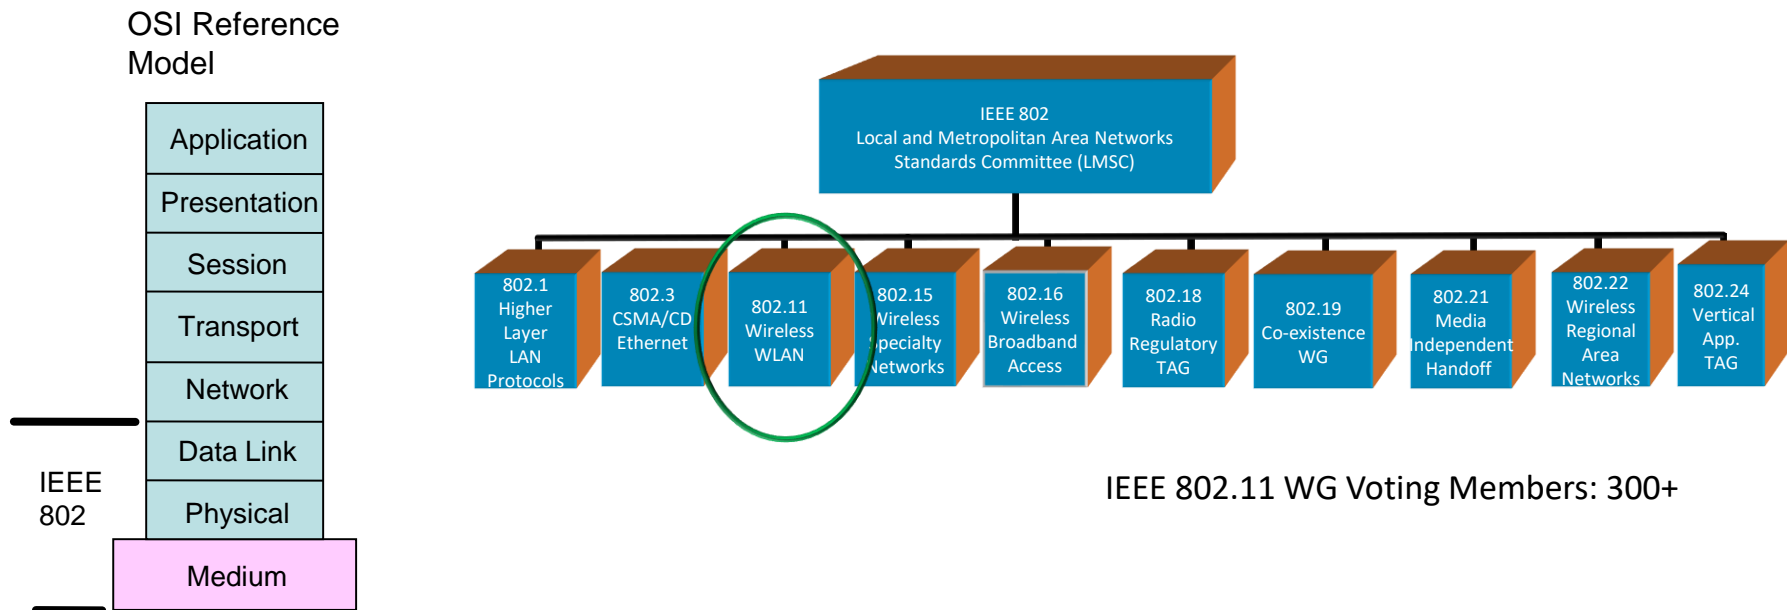 OSI Reference
Model
Application
Presentation
Session
Transport
Network
Data Link
Physical
Medium
IEEE
802
IEEE 802
Local and Metropolitan Area Networks
Standards Committee (LMSC)
802.1
Higher
Layer
LAN
Protocols
802.3
CSMA/CD
Ethernet
802.11
Wireless
WLAN
802.15
Wireless
Specialty
Networks
802.16
Wireless
Broadband
Access
802.18
Radio
Regulatory
TAG
802.19
Co-existence
WG
802.21
Media
Independent
Handoff
802.22
Wireless
Regional
Area
Networks
802.24
Vertical
App.
TAG
IEEE 802.11 WG Voting Members: 300+